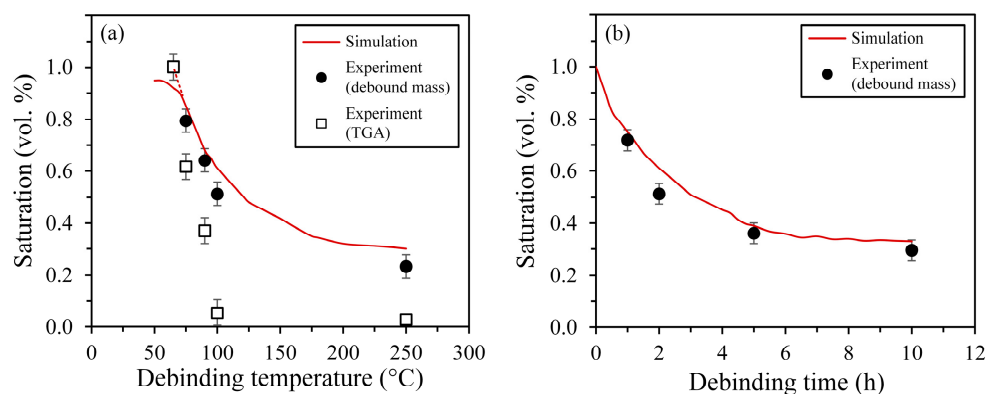 (a)
Simulation
Experiment
(debound mass)
Experiment
(TGA)
Saturation (vol. %)
1.0
0.8
0.6
0.4
0.2
0.0
0 50 100 150 200 250 300
Debinding temperature (°C)
(b)
Simulation
Experiment
(debound mass)
Saturation (vol. %)
1.0
0.8
0.6
0.4
0.2
0.0
0 2 4 6 8 10 12
Debinding time (h)